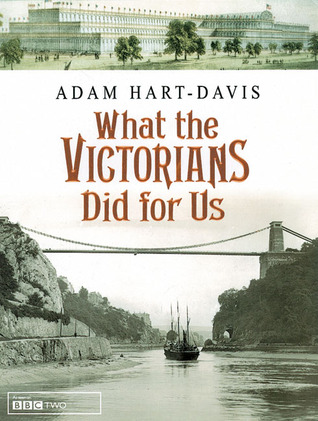 ADAM HART-DAVIS
What the
VICTORIANS
Did for Us
BBC TWO